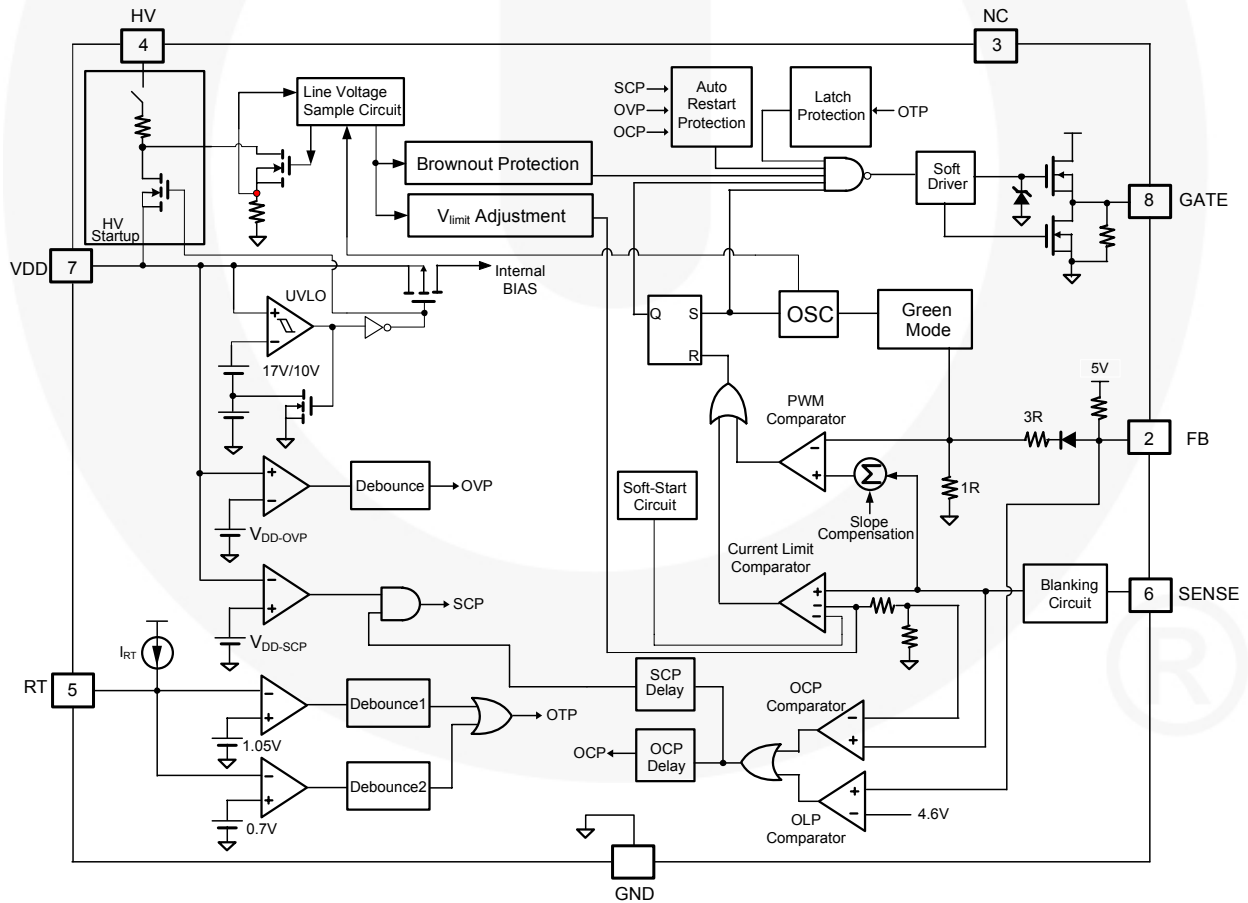 HV
NC
4
3
Line Voltage
Sample Circuit
SCP
OVP
OCP
Auto
Restart
Protection
Latch
Protection
OTP
Brownout Protection
Soft
Driver
8
GATE
Vlimit Adjustment
HV
Startup
VDD
7
Internal
BIAS
UVLO
17V/10V
Q
S
R
OSC
Green
Mode
5V
PWM
Comparator
3R
2
FB
+
−
−
+
Σ
1R
Soft-Start
Circuit
Slope
Compensation
+
−
Debounce
OVP
VDD-OVP
Current Limit
Comparator
+
−
−
Blanking
Circuit
6
SENSE
−
+
SCP
VDD-SCP
®
IRT
RT
5
SCP
Delay
OCP
Comparator
−
+
Debounce1
OTP
−
+
1.05V
OCP
OCP
Delay
−
+
Debounce2
0.7V
+
−
4.6V
OLP
Comparator
GND